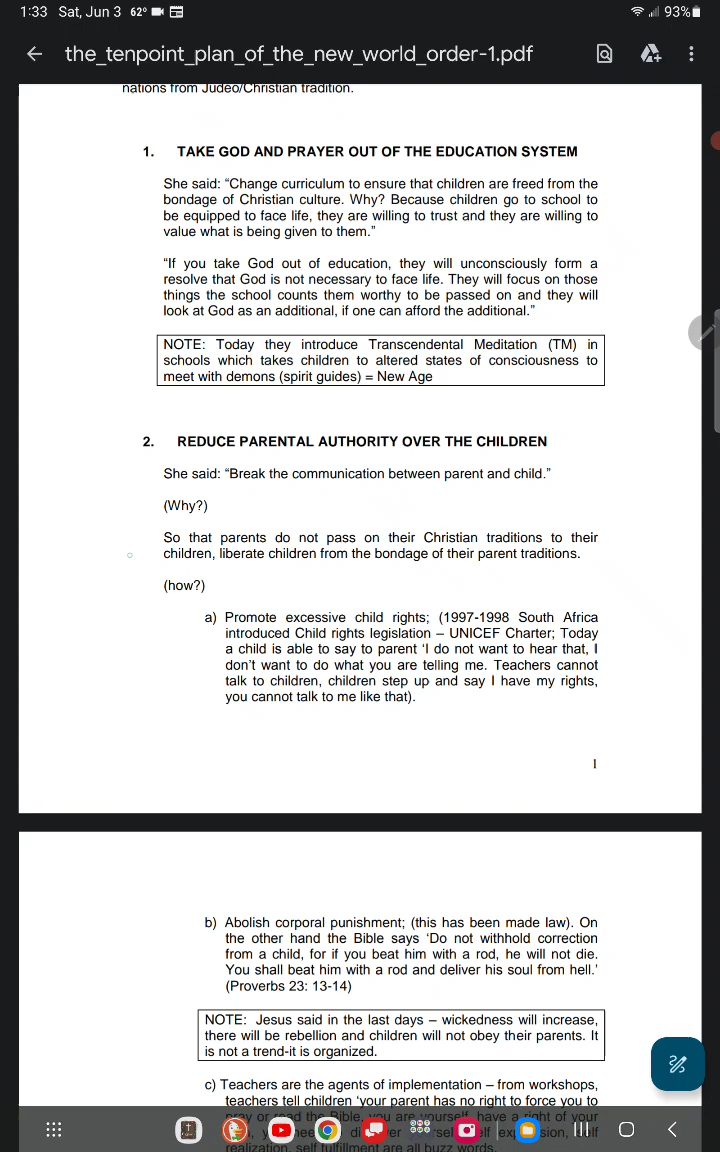 1:33 Sat, Jun 3 62°
93%
the_tenpoint_plan_of_the_new_world_order-1.pdf
nations from Judeo/Christian tradition.
1. TAKE GOD AND PRAYER OUT OF THE EDUCATION SYSTEM
She said: “Change curriculum to ensure that children are freed from the
bondage of Christian culture. Why? Because children go to school to
be equipped to face life, they are willing to trust and they are willing to
value what is being given to them.”
“If you take God out of education, they will unconsciously form a
resolve that God is not necessary to face life. They will focus on those
things the school counts them worthy to be passed on and they will
look at God as an additional, if one can afford the additional.”
NOTE: Today they introduce Transcendental Meditation (TM) in
schools which takes children to altered states of consciousness to
meet with demons (spirit guides) = New Age
2. REDUCE PARENTAL AUTHORITY OVER THE CHILDREN
She said: “Break the communication between parent and child.”
(Why?)
So that parents do not pass on their Christian traditions to their
children, liberate children from the bondage of their parent traditions.
(how?)
a) Promote excessive child rights; (1997-1998 South Africa
introduced Child rights legislation – UNICEF Charter; Today
a child is able to say to parent ‘I do not want to hear that, I
don’t want to do what you are telling me. Teachers cannot
talk to children, children step up and say I have my rights,
you cannot talk to me like that).
1
b) Abolish corporal punishment; (this has been made law). On
the other hand the Bible says ‘Do not withhold correction
from a child, for if you beat him with a rod, he will not die.
You shall beat him with a rod and deliver his soul from hell.’
(Proverbs 23: 13-14)
NOTE: Jesus said in the last days – wickedness will increase,
there will be rebellion and children will not obey their parents. It
is not a trend-it is organized.
c) Teachers are the agents of implementation – from workshops,
teachers tell children ‘your parent has no right to force you to
pray or read the Bible, you are yourself, have a right of your
realization, self fulfillment are all buzz words.